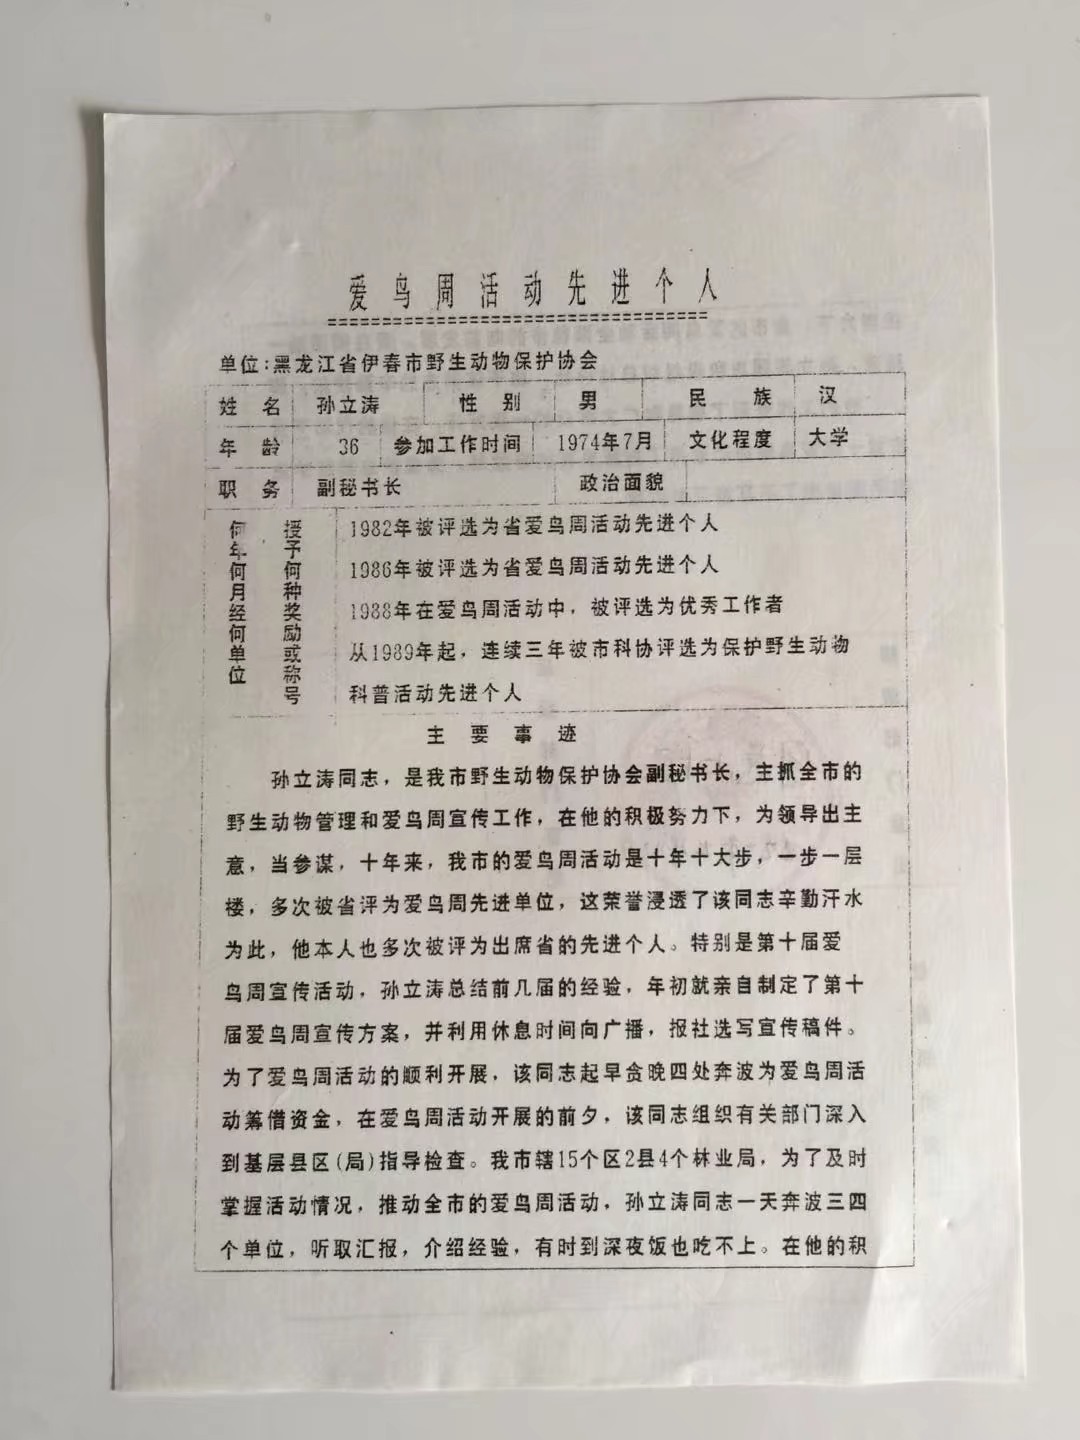 爱鸟周活动先进个人
单位:黑龙江省伊春市野生动物保护协会
姓 名 孙立涛 性 别 男 民 族 汉
年 龄 36 参加工作时间 1974年7月 文化程度 大学
职 务 副秘书长 政治面貌
何年何月经何单位
授予何种奖励或称号
1982年被评选为省爱鸟周活动先进个人
1986年被评选为省爱鸟周活动先进个人
1988年在爱鸟周活动中，被评选为优秀工作者
从1989年起，连续三年被市科协评选为保护野生动物
科普活动先进个人
主 要 事 迹
孙立涛同志，是我市野生动物保护协会副秘书长，主抓全市的
野生动物管理和爱鸟周宣传工作，在他的积极努力下，为领导出主
意，当参谋，十年来，我市的爱鸟周活动是十年十大步，一步一层
楼，多次被省评为爱鸟周先进单位，这荣誉浸透了该同志辛勤汗水
为此，他本人也多次被评为出席省的先进个人。特别是第十届爱
鸟周宣传活动，孙立涛总结前几届的经验，年初就亲自制定了第十
届爱鸟周宣传方案，并利用休息时间向广播，报社选写宣传稿件。
为了爱鸟周活动的顺利开展，该同志起早贪晚四处奔波为爱鸟周活
动筹借资金，在爱鸟周活动开展的前夕，该同志组织有关部门深入
到基层县区(局)指导检查。我市辖15个区2县4个林业局，为了及时
掌握活动情况，推动全市的爱鸟周活动，孙立涛同志一天奔波三四
个单位，听取汇报，介绍经验，有时到深夜饭也吃不上。在他的积